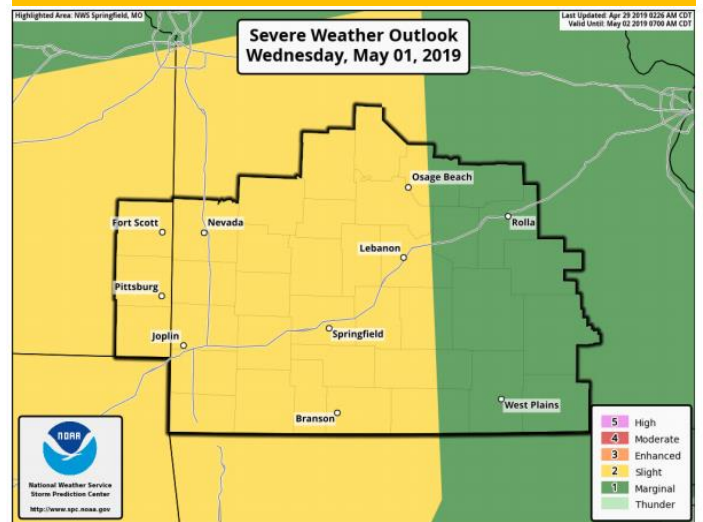 Highlighted Area: NWS Springfield, MO
Last Updated: Apr 29 2019 0226 AM CDT
Valid Until: May 02 2019 0700 AM CDT
Severe Weather Outlook
Wednesday, May 01, 2019
Osage Beach
Fort Scott
Nevada
Rolla
Lebanon
Pittsburg
Springfield
Joplin
Branson
West Plains
NOAA
National Weather Service
Storm Prediction Center
http://www.spc.noaa.gov
5 High
4 Moderate
3 Enhanced
2 Slight
1 Marginal
Thunder